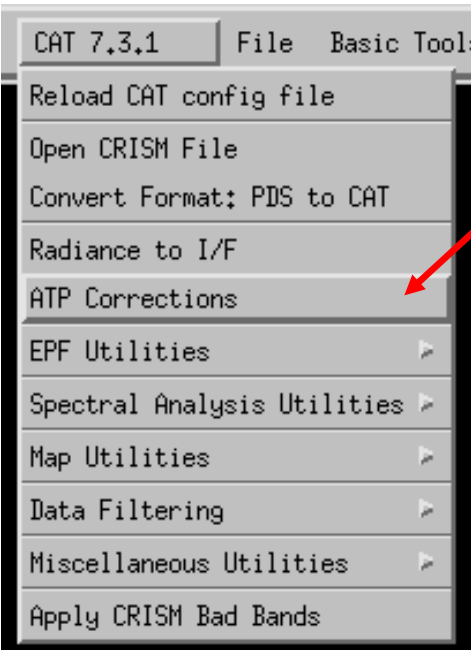 CAT 7.3.1 File Basic Tools
Reload CAT config file
Open CRISM File
Convert Format: PDS to CAT
Radiance to I/F
ATP Corrections
EPF Utilities
Spectral Analysis Utilities
Map Utilities
Data Filtering
Miscellaneous Utilities
Apply CRISM Bad Bands